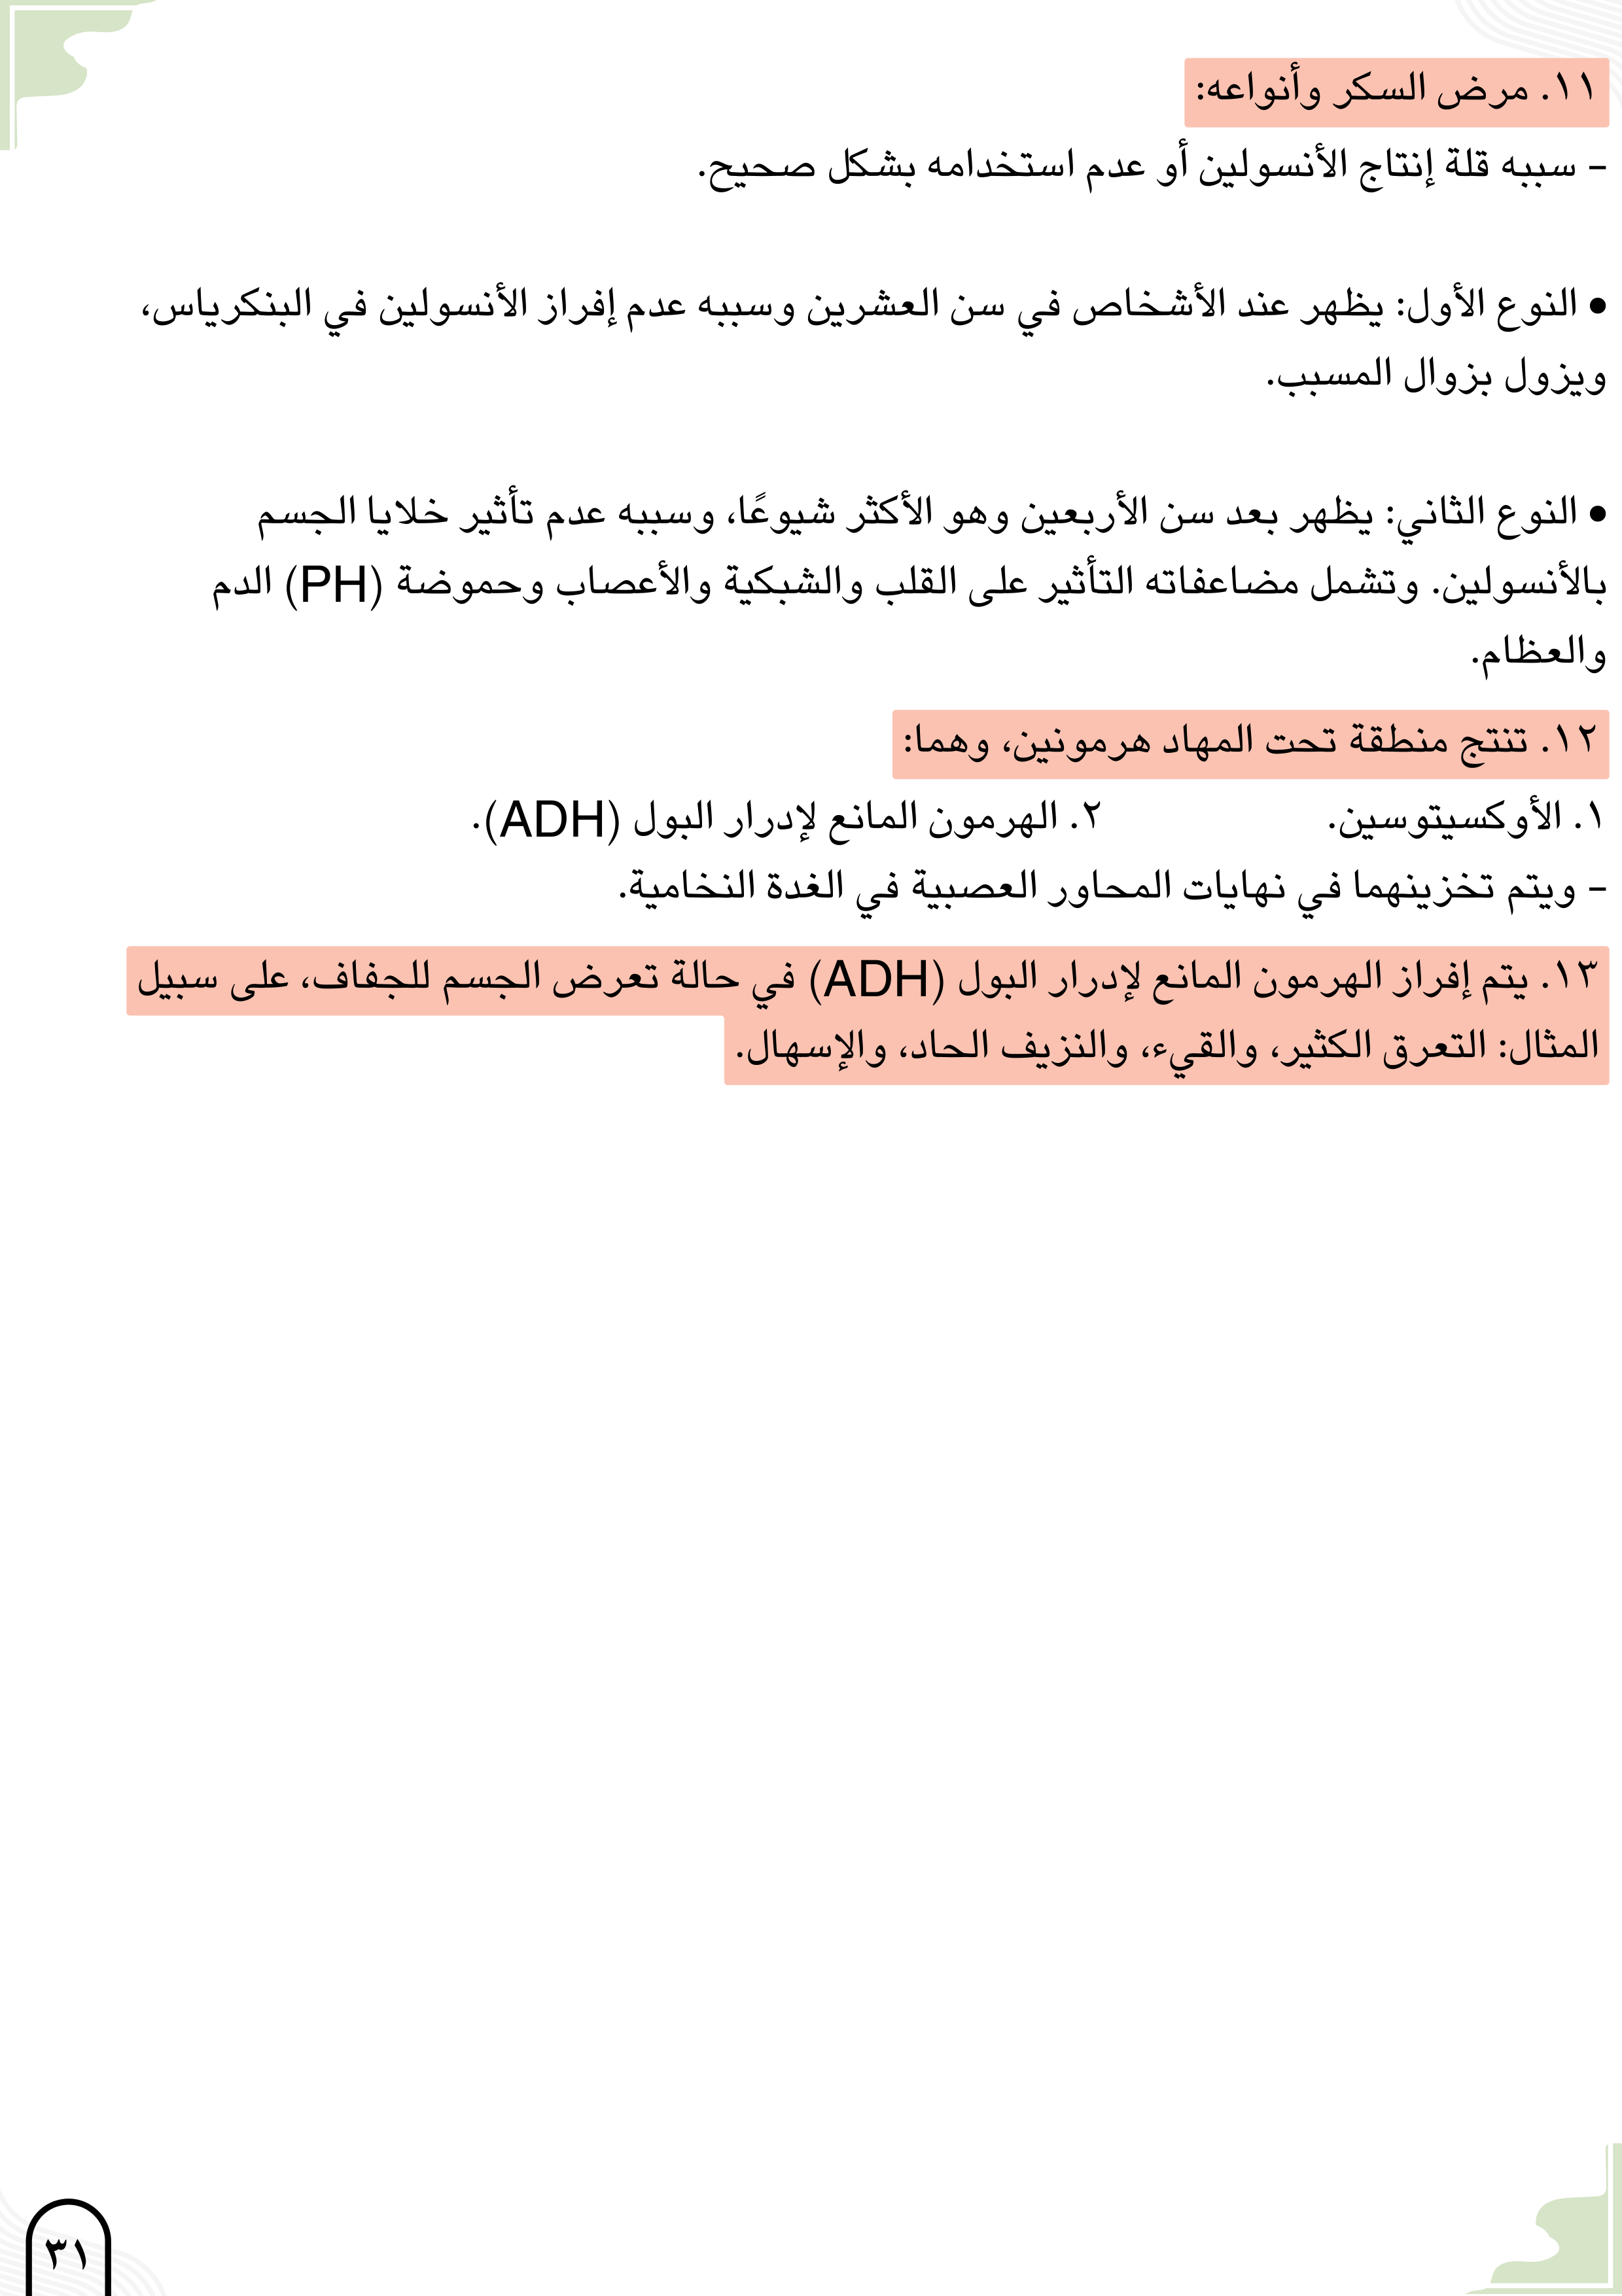 ١١. مرض السكر وأنواعه:
- سببه قلة إنتاج الأنسولين أو عدم استخدامه بشكل صحيح.
• النوع الأول: يظهر عند الأشخاص في سن العشرين وسببه عدم إفراز الأنسولين في البنكرياس،
ويزول بزوال المسبب.
• النوع الثاني: يظهر بعد سن الأربعين وهو الأكثر شيوعًا، وسببه عدم تأثير خلايا الجسم
بالأنسولين. وتشمل مضاعفاته التأثير على القلب والشبكية والأعصاب وحموضة (PH) الدم
والعظام.
١٢. تنتج منطقة تحت المهاد هرمونين، وهما:
١. الأوكسيتوسين. ٢. الهرمون المانع لإدرار البول (ADH).
- ويتم تخزينهما في نهايات المحاور العصبية في الغدة النخامية.
١٣. يتم إفراز الهرمون المانع لإدرار البول (ADH) في حالة تعرض الجسم للجفاف، على سبيل
المثال: التعرق الكثير، والقيء، والنزيف الحاد، والإسهال.
٣١